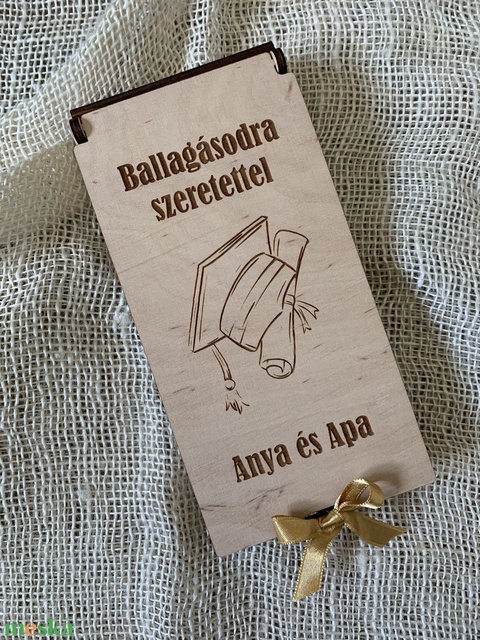 Ballagásodra
szeretettel
Anya és Apa
meska